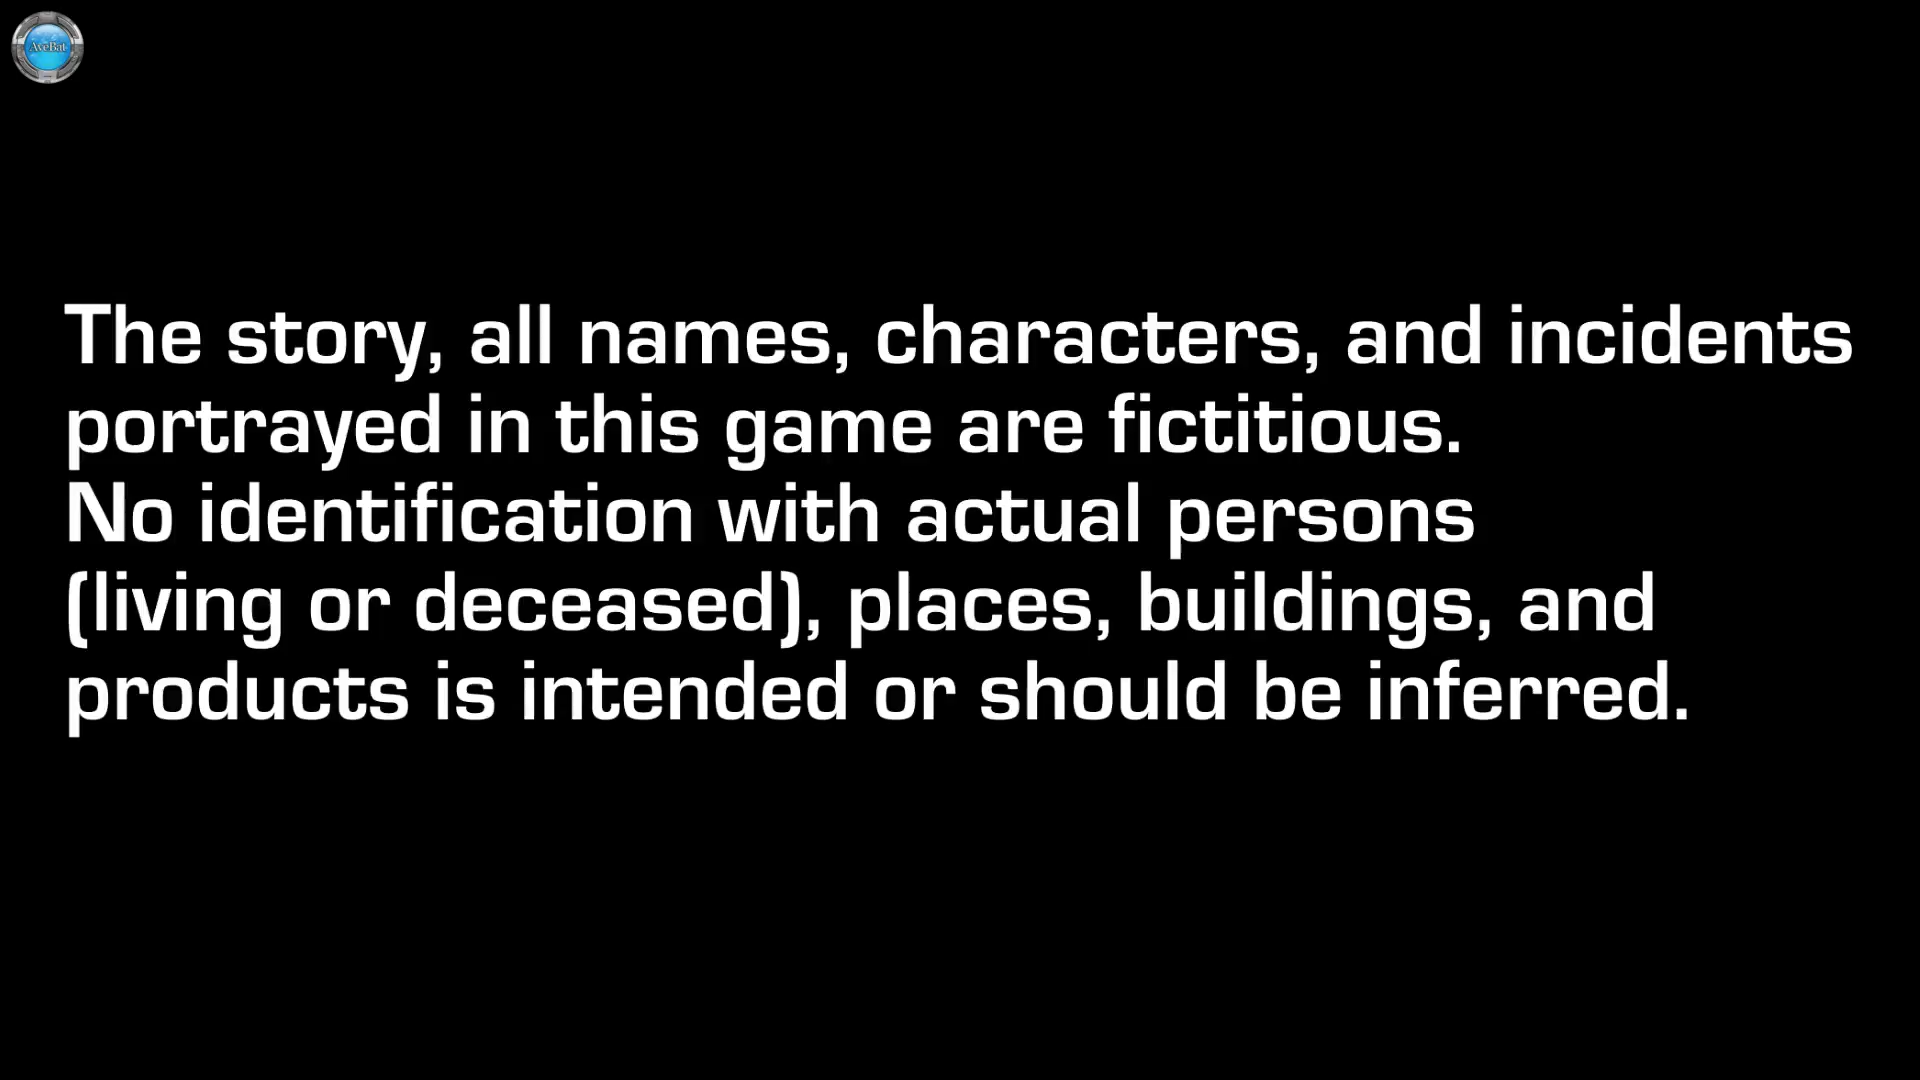 AveBat
The story, all names, characters, and incidents
portrayed in this game are fictitious.
No identification with actual persons
(living or deceased), places, buildings, and
products is intended or should be inferred.